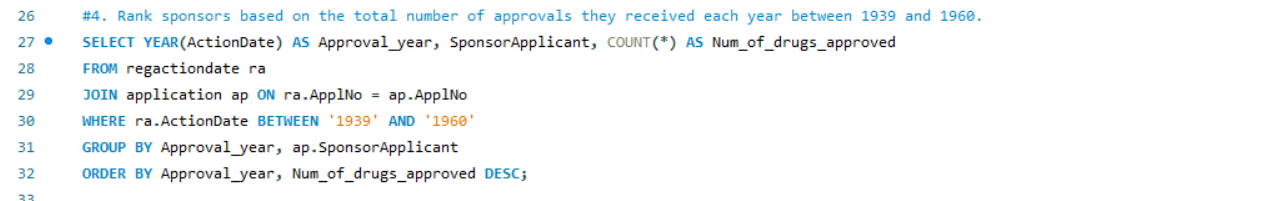 26 #4. Rank sponsors based on the total number of approvals they received each year between 1939 and 1960.
27 SELECT YEAR(ActionDate) AS Approval_year, SponsorApplicant, COUNT(*) AS Num_of_drugs_approved
28 FROM regactiondate ra
29 JOIN application ap ON ra.ApplNo = ap.ApplNo
30 WHERE ra.ActionDate BETWEEN '1939' AND '1960'
31 GROUP BY Approval_year, ap.SponsorApplicant
32 ORDER BY Approval_year, Num_of_drugs_approved DESC;
33